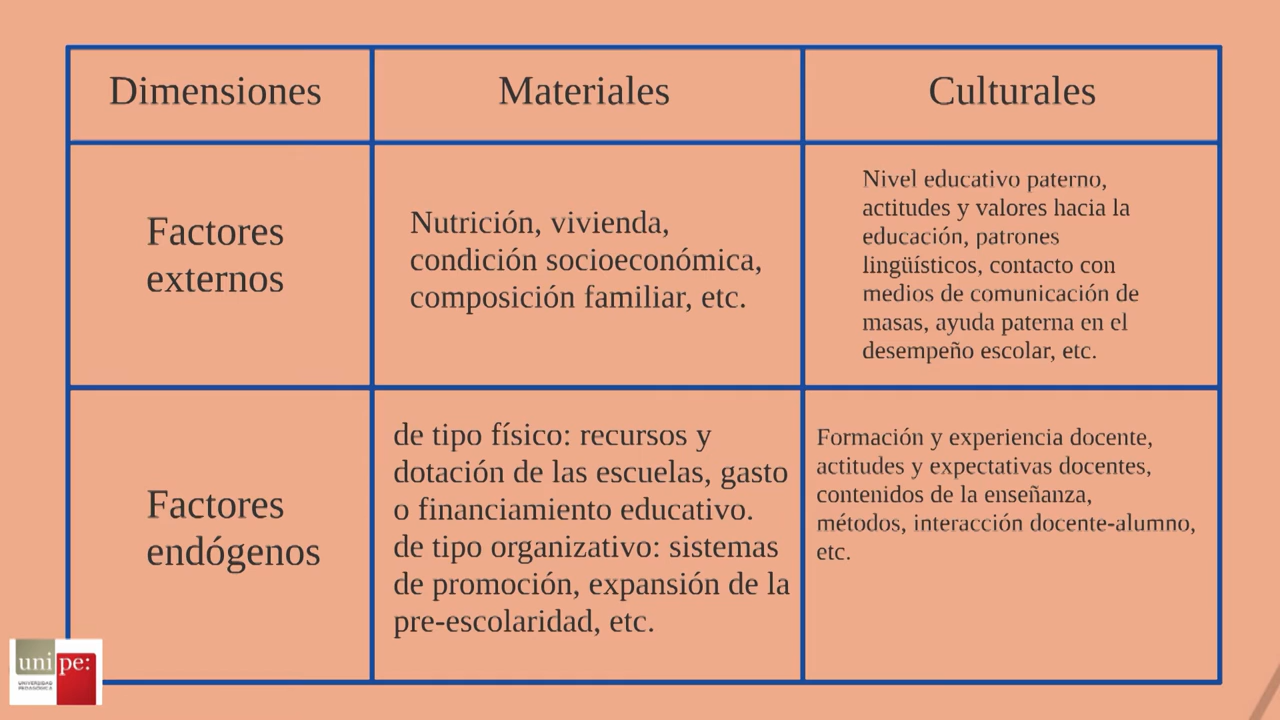 Dimensiones
Materiales
Culturales
Factores
externos
Nutrición, vivienda,
condición socioeconómica,
composición familiar, etc.
Nivel educativo paterno,
actitudes y valores hacia la
educación, patrones
lingüísticos, contacto con
medios de comunicación de
masas, ayuda paterna en el
desempeño escolar, etc.
Factores
endógenos
de tipo físico: recursos y
dotación de las escuelas, gasto
o financiamiento educativo.
de tipo organizativo: sistemas
de promoción, expansión de la
pre-escolaridad, etc.
Formación y experiencia docente,
actitudes y expectativas docentes,
contenidos de la enseñanza,
métodos, interacción docente-alumno,
etc.
uni pe:
UNIVERSIDAD
PEDAGÓGICA